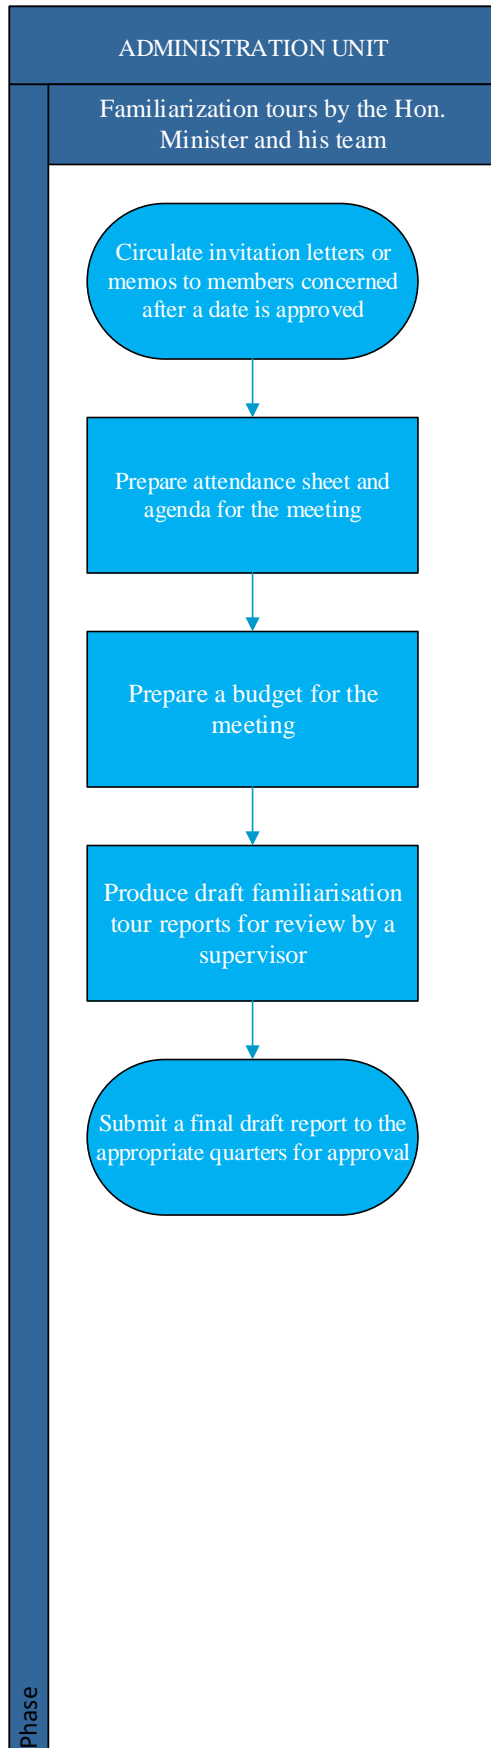 ADMINISTRATION UNIT
Familiarization tours by the Hon.
Minister and his team
Circulate invitation letters or
memos to members concerned
after a date is approved
Prepare attendance sheet and
agenda for the meeting
Prepare a budget for the
meeting
Produce draft familiarisation
tour reports for review by a
supervisor
Submit a final draft report to the
appropriate quarters for approval
Phase